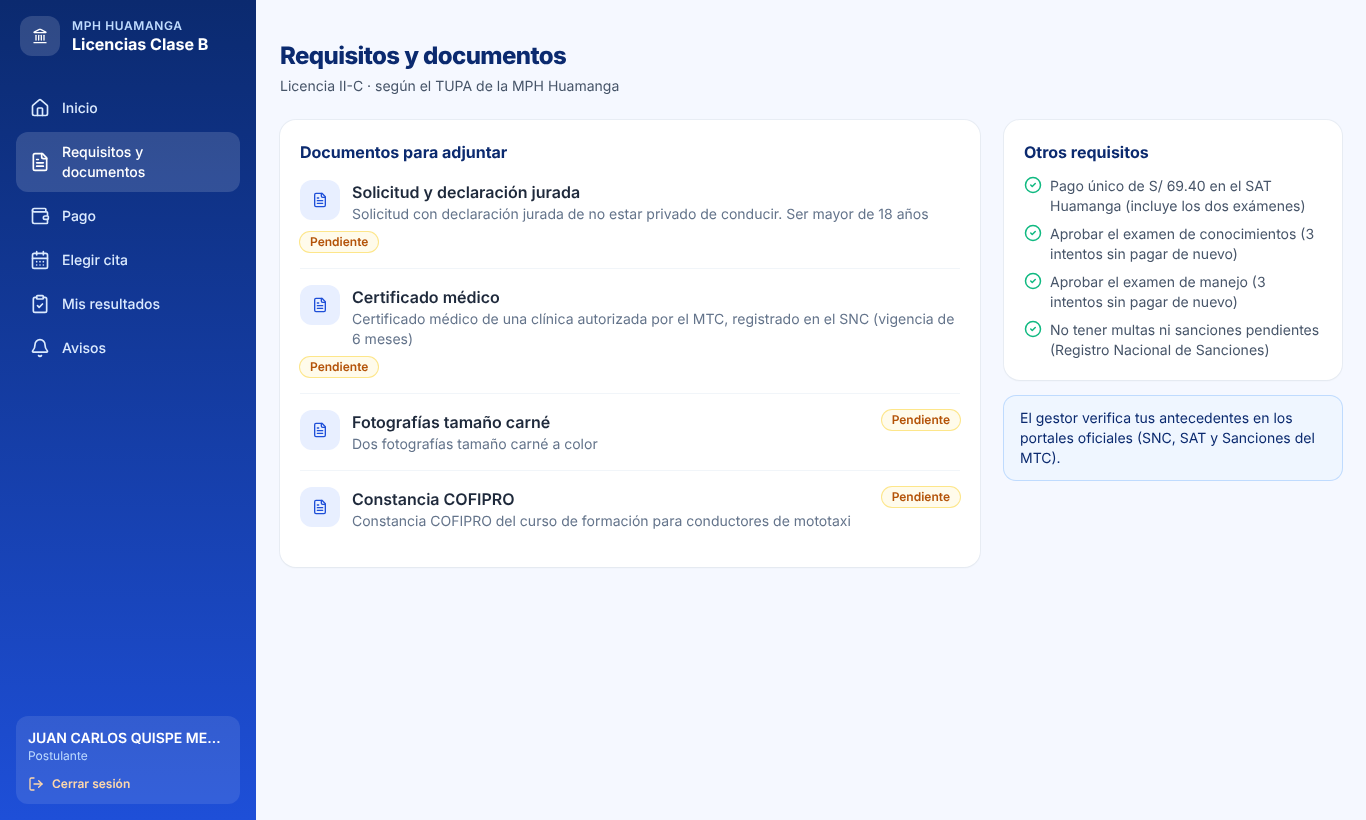 MPH HUAMANGA
Licencias Clase B
Inicio
Requisitos y
documentos
Pago
Elegir cita
Mis resultados
Avisos
JUAN CARLOS QUISPE ME...
Postulante
Cerrar sesión
Requisitos y documentos
Licencia II-C · según el TUPA de la MPH Huamanga
Documentos para adjuntar
Solicitud y declaración jurada
Solicitud con declaración jurada de no estar privado de conducir. Ser mayor de 18 años
Pendiente
Certificado médico
Certificado médico de una clínica autorizada por el MTC, registrado en el SNC (vigencia de
6 meses)
Pendiente
Fotografías tamaño carné
Pendiente
Dos fotografías tamaño carné a color
Constancia COFIPRO
Pendiente
Constancia COFIPRO del curso de formación para conductores de mototaxi
Otros requisitos
Pago único de S/ 69.40 en el SAT
Huamanga (incluye los dos exámenes)
Aprobar el examen de conocimientos (3
intentos sin pagar de nuevo)
Aprobar el examen de manejo (3
intentos sin pagar de nuevo)
No tener multas ni sanciones pendientes
(Registro Nacional de Sanciones)
El gestor verifica tus antecedentes en los
portales oficiales (SNC, SAT y Sanciones del
MTC).